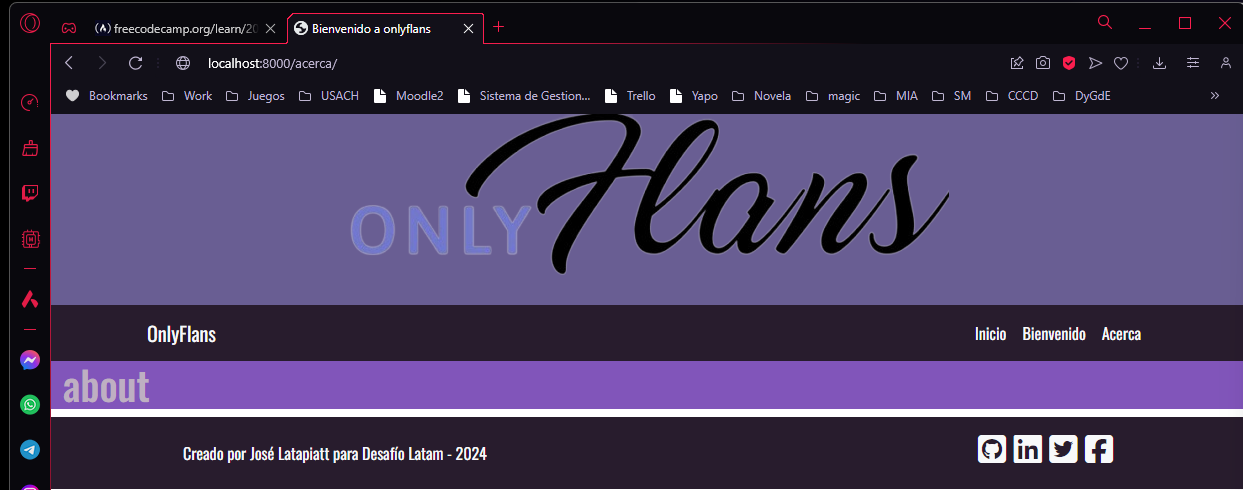 freecodecamp.org/learn/20
Bienvenido a onlyflans
localhost:8000/acerca/
Bookmarks Work Juegos USACH Moodle2 Sistema de Gestion... Trello Yapo Novela magic MIA SM CCCD DyGdE
ONLY Flans
OnlyFlans
Inicio Bienvenido Acerca
about
Creado por José Latapiatt para Desafío Latam - 2024